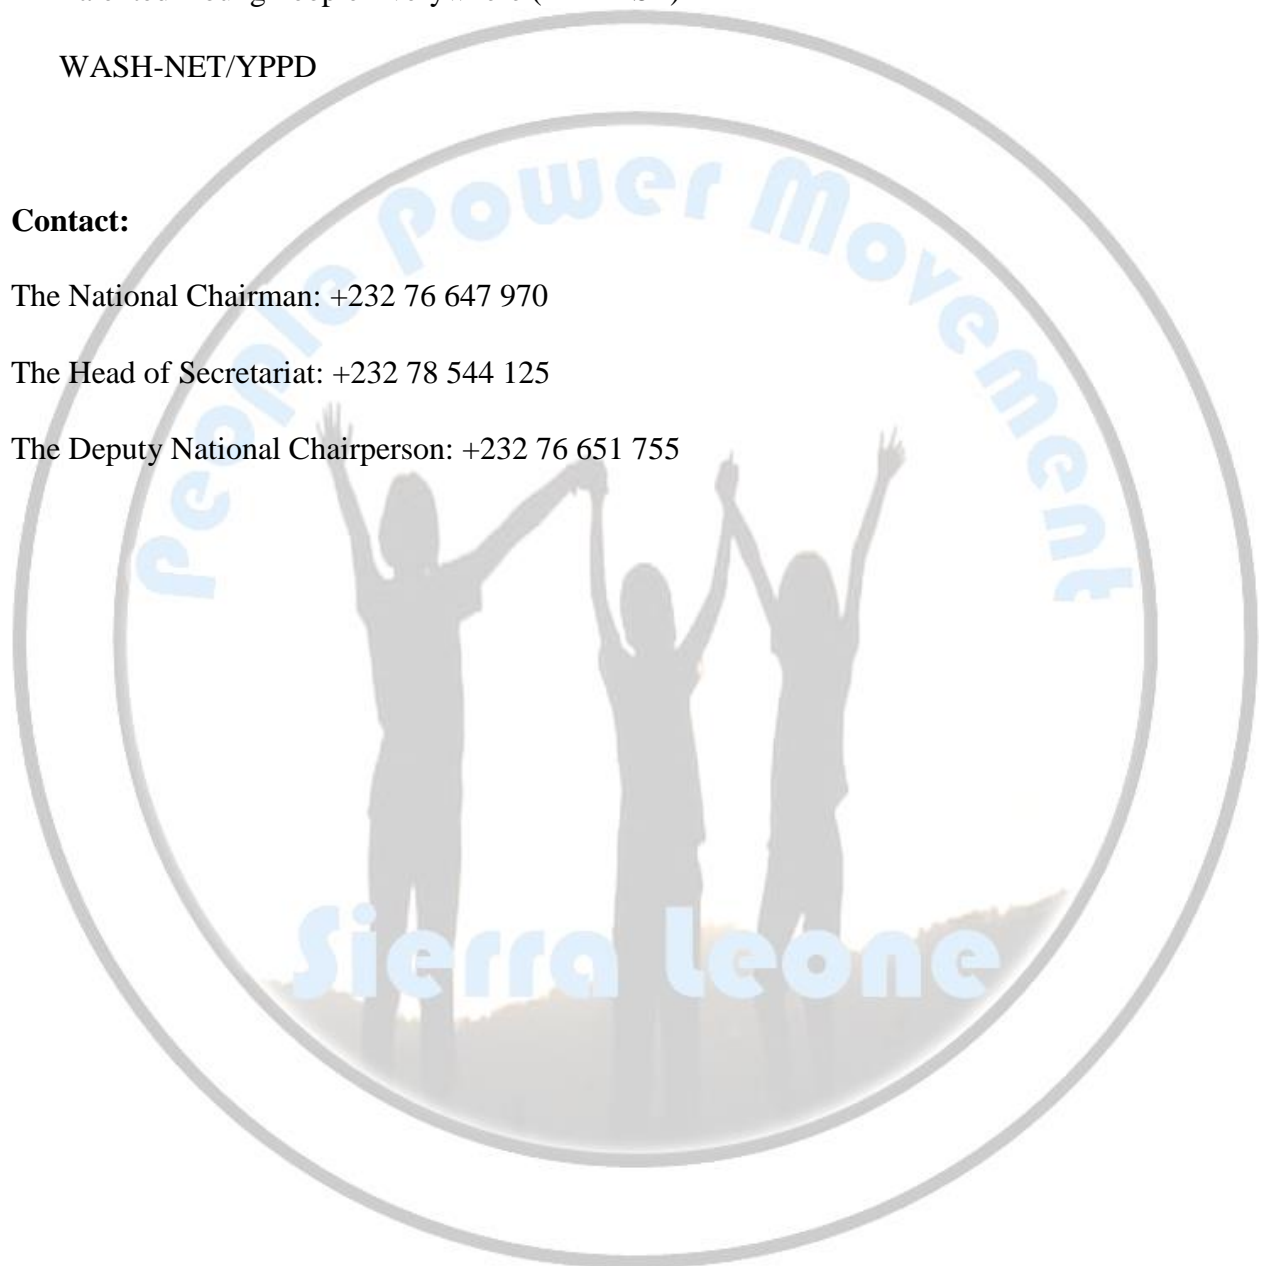 WASH-NET/YPPD
Contact:
The National Chairman: +232 76 647 970
The Head of Secretariat: +232 78 544 125
The Deputy National Chairperson: +232 76 651 755
People Power Movement
Sierra Leone